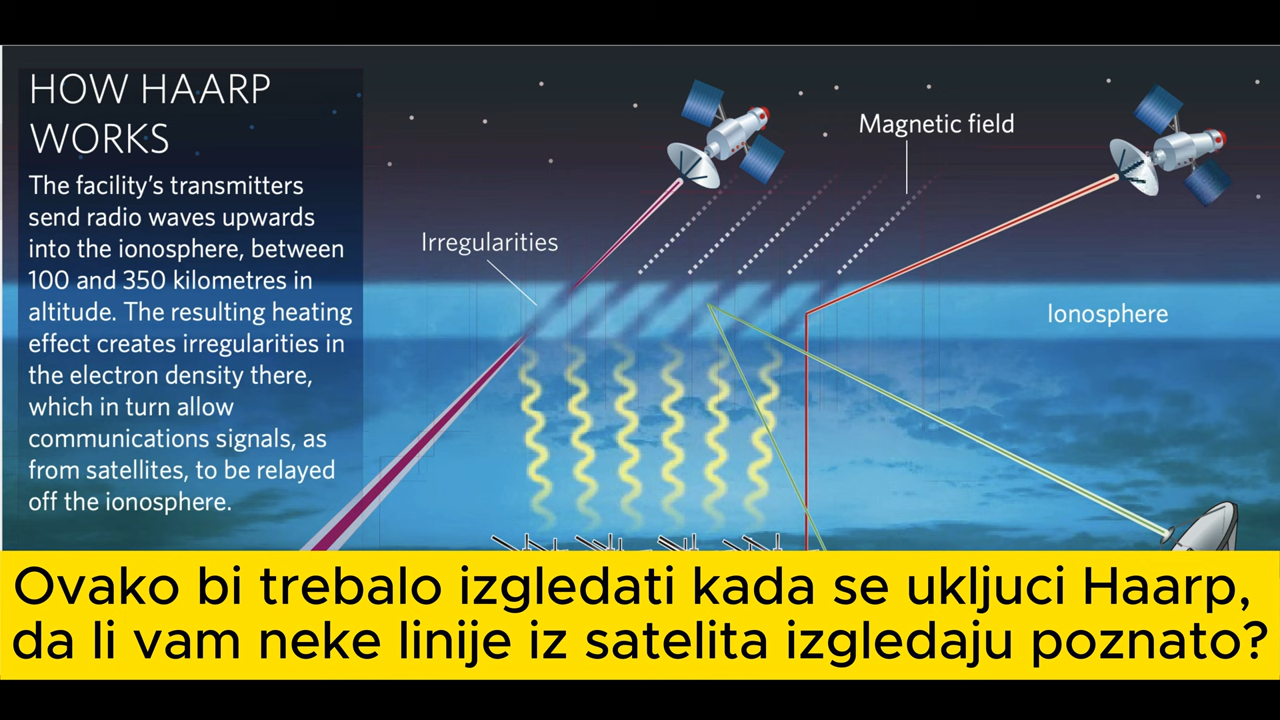 HOW HAARP
WORKS
The facility's transmitters
send radio waves upwards
into the ionosphere, between
100 and 350 kilometres in
altitude. The resulting heating
effect creates irregularities in
the electron density there,
which in turn allow
communications signals, as
from satellites, to be relayed
off the ionosphere.
Magnetic field
Irregularities
Ionosphere
Ovako bi trebalo izgledati kada se ukljuci Haarp,
da li vam neke linije iz satelita izgledaju poznato?